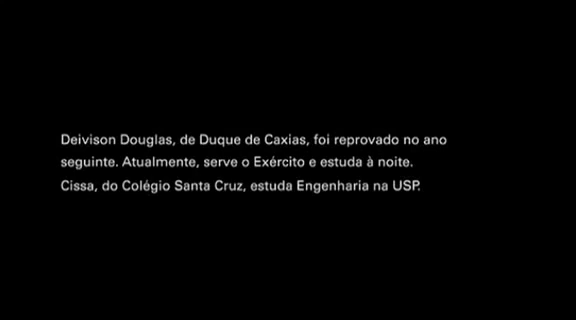 Deivison Douglas, de Duque de Caxias, foi reprovado no ano
seguinte. Atualmente, serve o Exército e estuda à noite.
Cissa, do Colégio Santa Cruz, estuda Engenharia na USP.